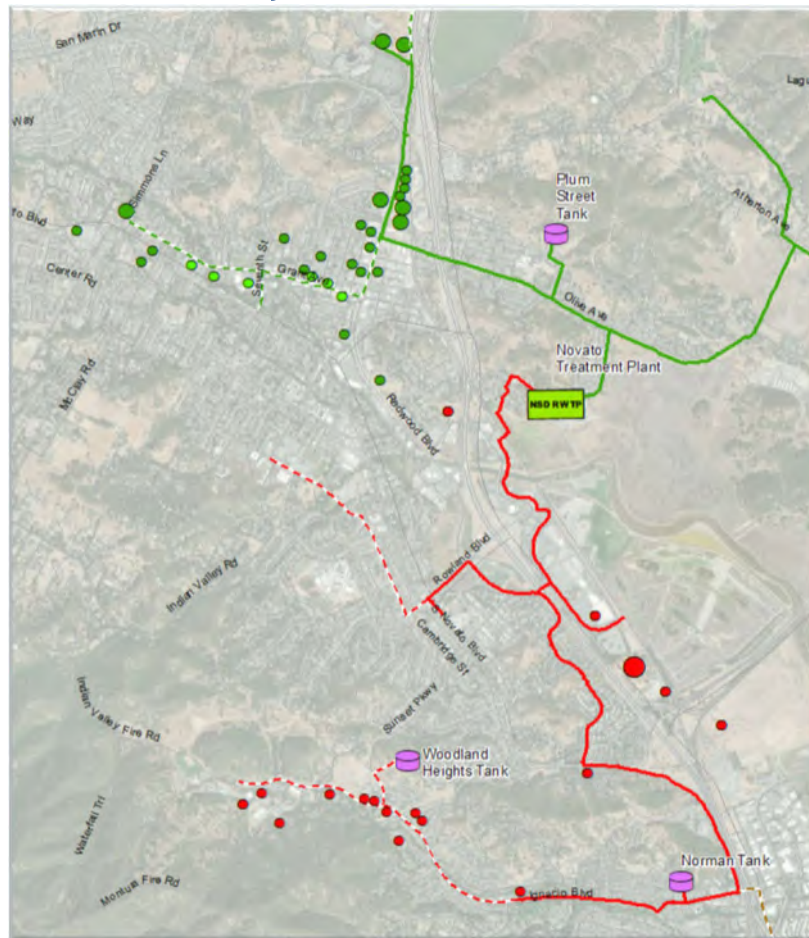 San Marin Dr
Lagu
Way
Simmons Ln
Plum
Street
Tank
Atherton Ave
to Blvd
Center Rd
Seventh St
Grant Ave
Olive Ave
Novato
Treatment Plant
McClay Rd
NSD RWTP
Redwood Blvd
Indian Valley Rd
Rowland Blvd
S Novato Blvd
Cambridge St
Sunset Pkwy
Indian Valley Fire Rd
Woodland
Heights Tank
Waterfall Trl
Norman Tank
Montura Fire Rd
Ignacio Blvd